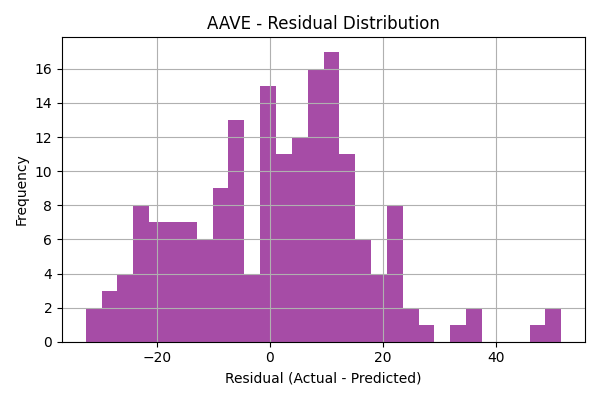 AAVE - Residual Distribution
Frequency
16
14
12
10
8
6
4
2
0
−20 0 20 40
Residual (Actual - Predicted)